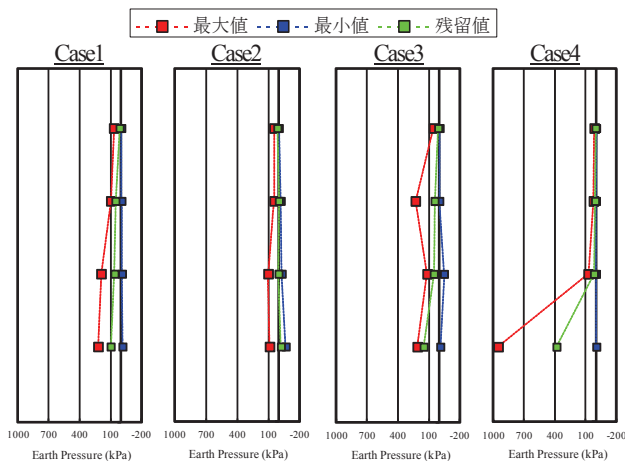 最大値 最小値 残留値
Case1 Case2 Case3 Case4
1000 700 400 100 -200 1000 700 400 100 -200 1000 700 400 100 -200 1000 700 400 100 -200
Earth Pressure (kPa) Earth Pressure (kPa) Earth Pressure (kPa) Earth Pressure (kPa)